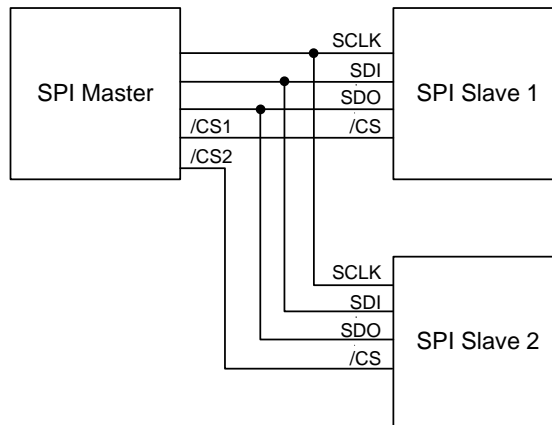 SPI Master
/CS1
/CS2
SCLK
SDI
SDO
/CS
SPI Slave 1
SCLK
SDI
SDO
/CS
SPI Slave 2